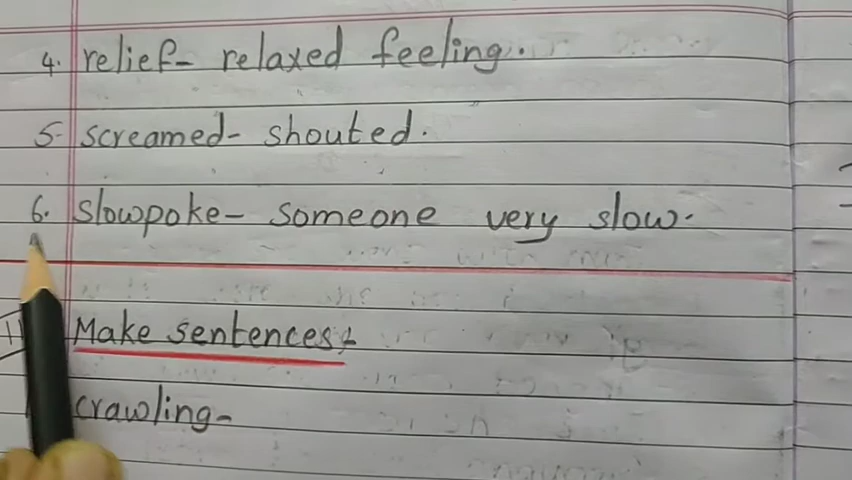 4. relief- relaxed feeling.
5- screamed- shouted.
6. slowpoke- someone very slow.
Make sentences:-
crawling-